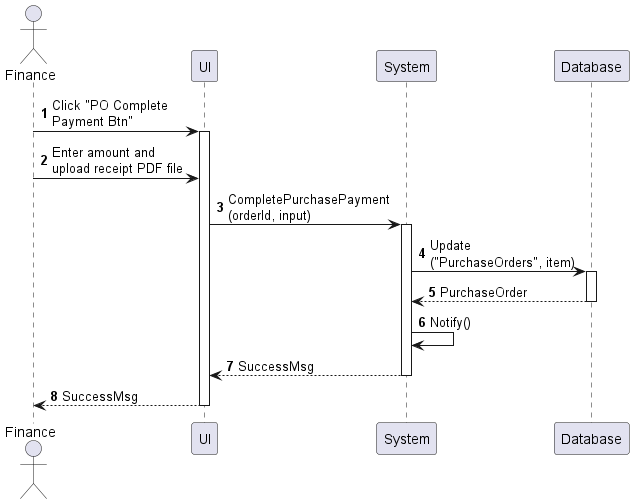 Finance
UI
System
Database
1 Click "PO Complete
Payment Btn"
2 Enter amount and
upload receipt PDF file
3 CompletePurchasePayment
(orderId, input)
4 Update
("PurchaseOrders", item)
5 PurchaseOrder
6 Notify()
7 SuccessMsg
8 SuccessMsg
Finance
UI
System
Database